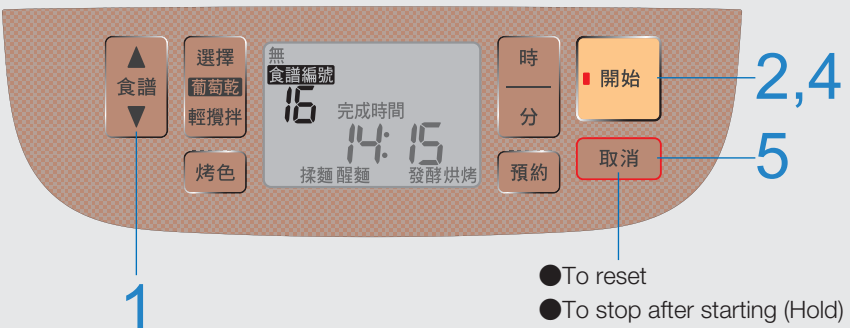 ▲
食譜
▼
選擇
葡萄乾
輕攪拌
烤色
無
食譜編號
16
完成時間
14:15
揉麵 醒麵 發酵 烘烤
時
分
預約
開始
取消
2,4
5
1
●To reset
●To stop after starting (Hold)